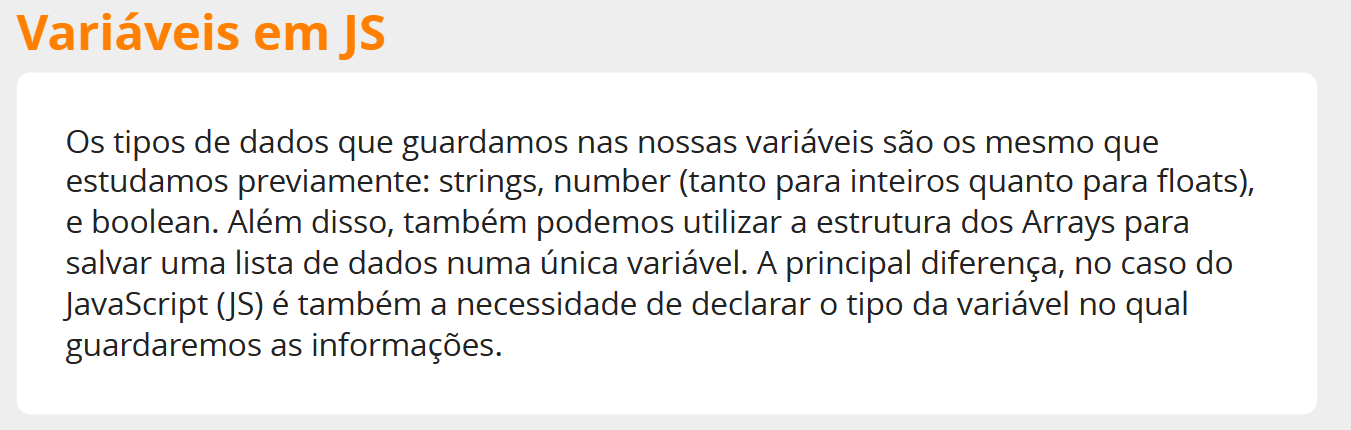 Variáveis em JS
Os tipos de dados que guardamos nas nossas variáveis são os mesmo que
estudamos previamente: strings, number (tanto para inteiros quanto para floats),
e boolean. Além disso, também podemos utilizar a estrutura dos Arrays para
salvar uma lista de dados numa única variável. A principal diferença, no caso do
JavaScript (JS) é também a necessidade de declarar o tipo da variável no qual
guardaremos as informações.